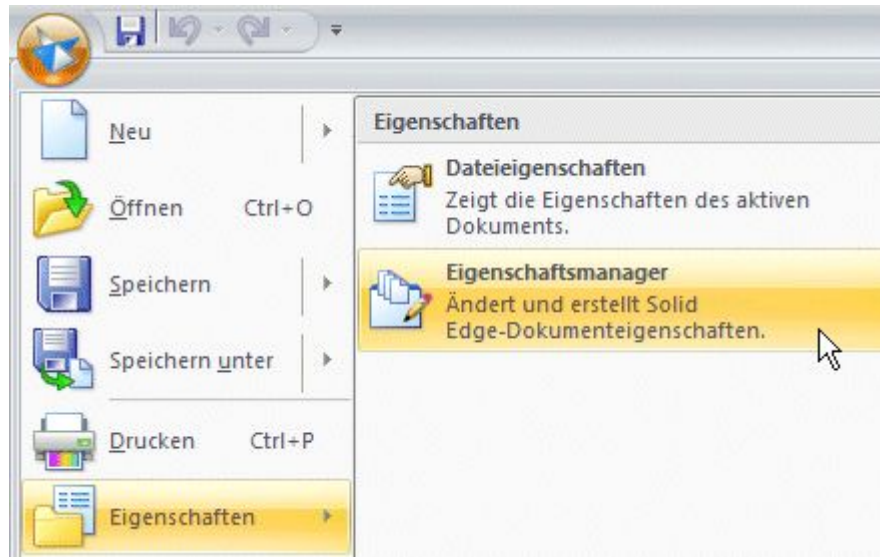 Neu
Öffnen Ctrl+O
Speichern
Speichern unter
Drucken Ctrl+P
Eigenschaften
Eigenschaften
Dateieigenschaften
Zeigt die Eigenschaften des aktiven
Dokuments.
Eigenschaftsmanager
Ändert und erstellt Solid
Edge-Dokumenteigenschaften.